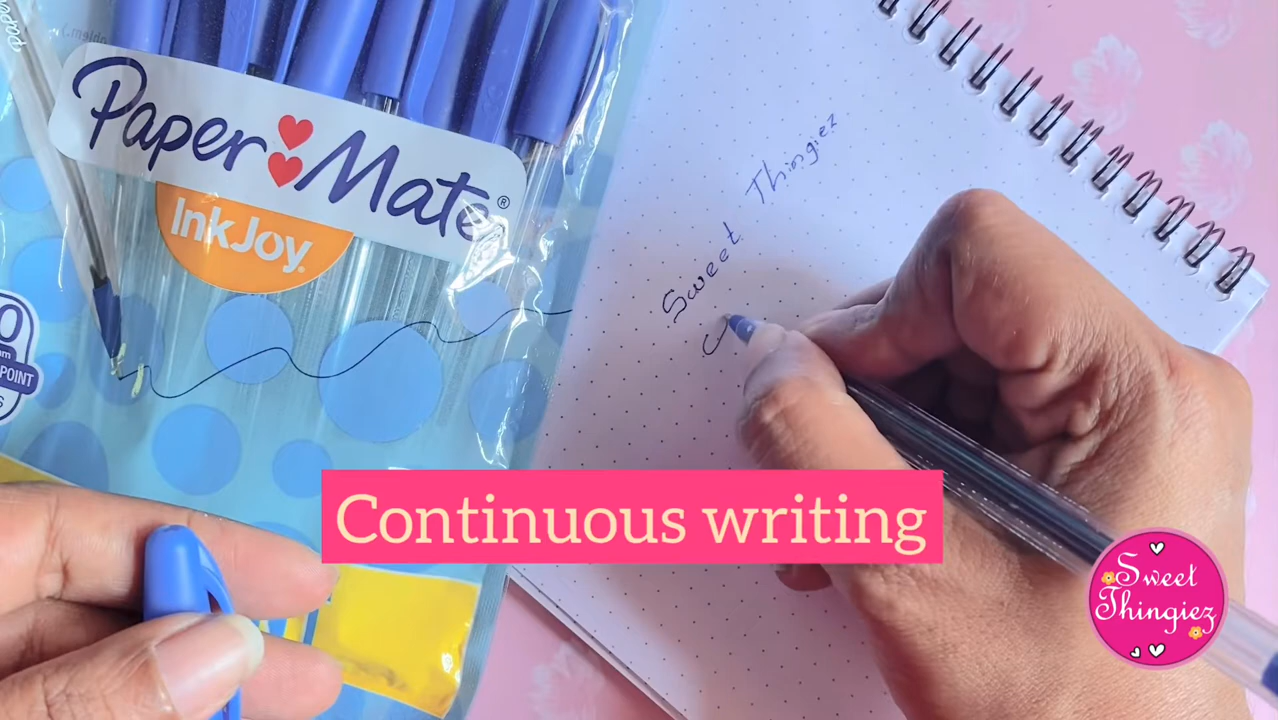 Paper Mate®
InkJoy®
Sweet Thingiez
Continuous writing
Sweet
Thingiez